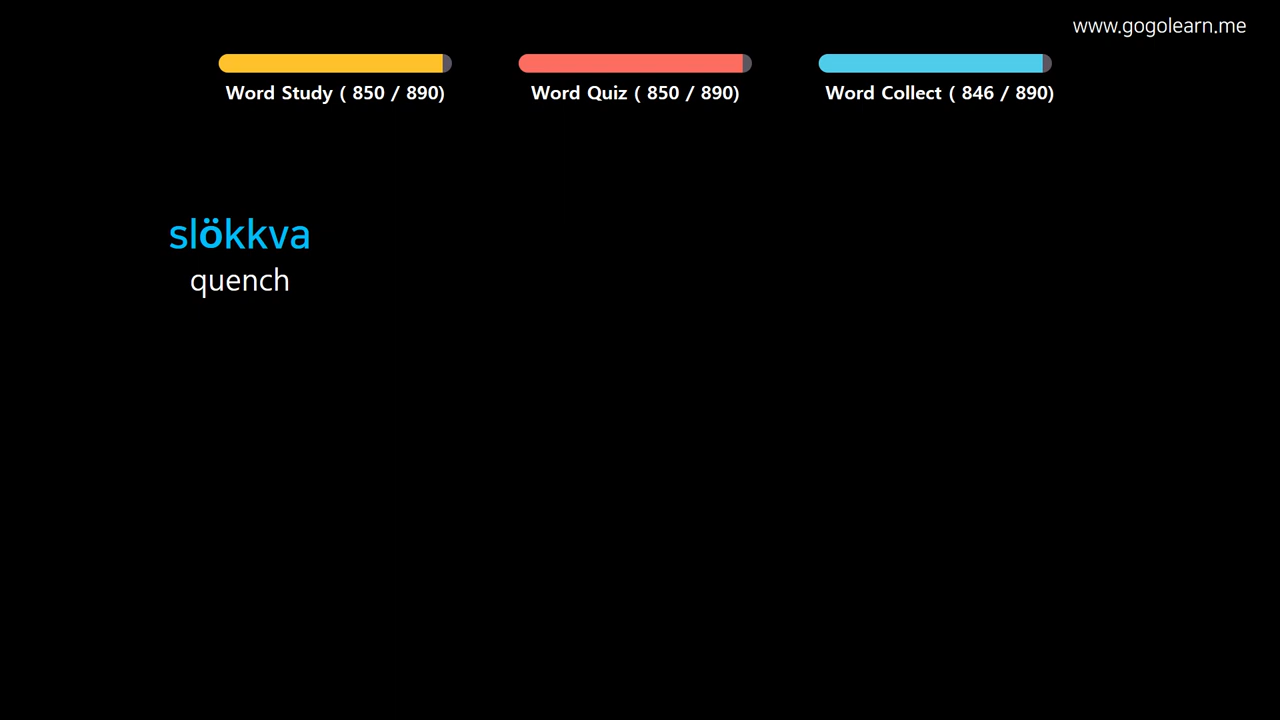 www.gogolearn.me
Word Study ( 850 / 890)
Word Quiz ( 850 / 890)
Word Collect ( 846 / 890)
slökkva
quench